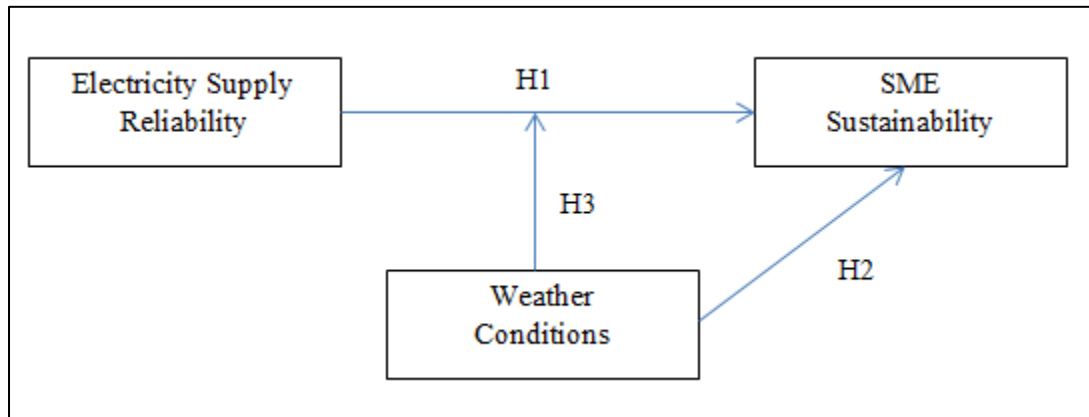 Electricity Supply
Reliability
H1
SME
Sustainability
H3
H2
Weather
Conditions